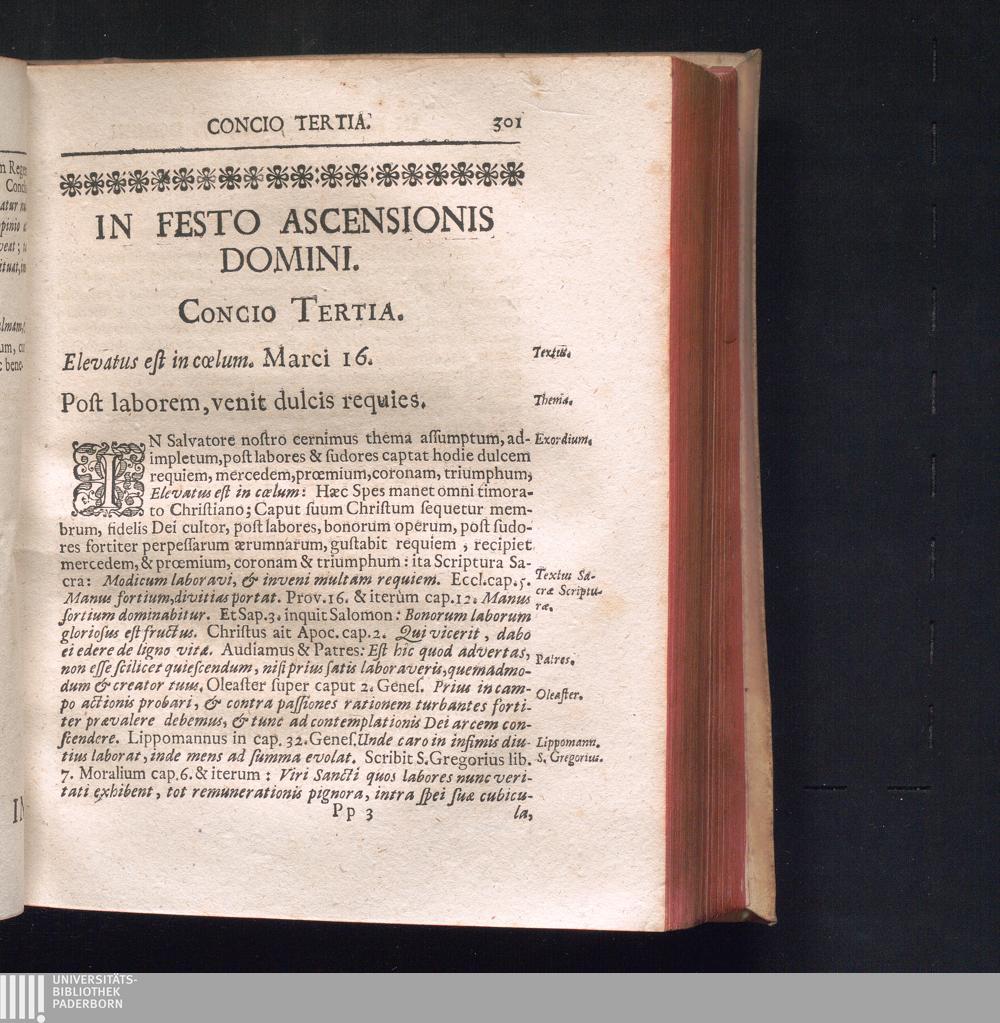 CONCIO TERTIA. 301
IN FESTO ASCENSIONIS
DOMINI.
CONCIO TERTIA.
Elevatus eſt in cœlum. Marci 16.
Textus.
Poſt laborem, venit dulcis requies.
Thema.
IN Salvatore noſtro cernimus thema aſſumptum, ad-
Exordium.
impletum, poſt labores & ſudores captat hodie dulcem
requiem, mercedem, prœmium, coronam, triumphum,
Elevatus eſt in cœlum: Hæc Spes manet omni timora-
to Chriſtiano; Caput ſuum Chriſtum ſequetur mem-
brum, fidelis Dei cultor, poſt labores, bonorum operum, poſt ſudo-
res fortiter perpeſſarum ærumnarum, guſtabit requiem, recipiet
mercedem, & prœmium, coronam & triumphum: ita Scriptura Sa-
cra: Modicum laboravi, & inveni multam requiem. Eccl. cap. 5.
Textus Sa-
Manus fortium, divitias portat. Prov. 16. & iterùm cap. 12. Manus
cræ Scriptu-
fortium dominabitur. Et Sap. 3. inquit Salomon: Bonorum laborum
ræ.
glorioſus eſt fructus. Chriſtus ait Apoc. cap. 2. Qui vicerit, dabo
ei edere de ligno vitæ. Audiamus & Patres: Eſt hic quod advertas,
Patres.
non eſſe ſcilicet quieſcendum, niſi prius ſatis laboraveris, quemadmo-
dum & creator tuus. Oleaſter ſuper caput 2. Geneſ. Prius in cam-
Oleaſter.
po actionis probari, & contra paſſiones rationem turbantes forti-
ter prævalere debemus, & tunc ad contemplationis Dei arcem con-
ſcendere. Lippomannus in cap. 32. Geneſ. Unde caro in infimis diu-
Lippomann.
tius laborat, inde mens ad ſumma evolat. Scribit S. Gregorius lib.
S. Gregorius.
7. Moralium cap. 6. & iterum: Viri Sancti quos labores nunc veri-
tati exhibent, tot remunerationis pignora, intra ſpei ſuæ cubicu-
Pp 3 la,
UNIVERSITÄTS-
BIBLIOTHEK
PADERBORN